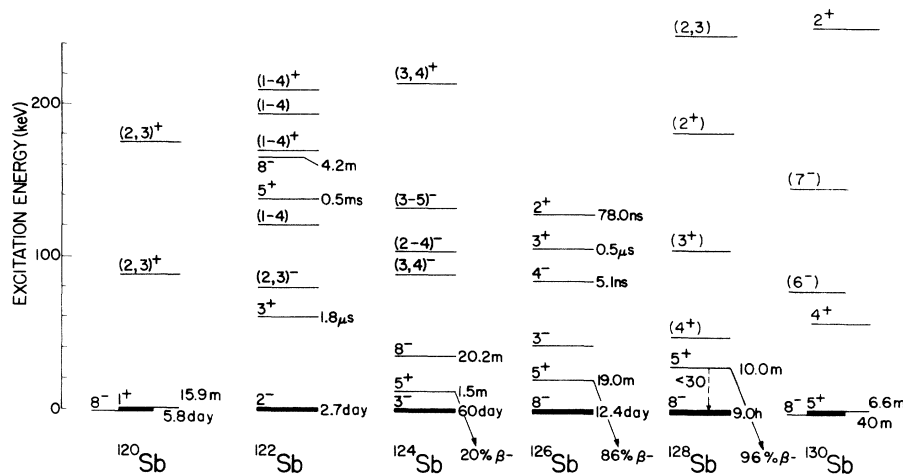 EXCITATION ENERGY (keV)
200
100
0
(2,3)+
(2,3)+
8- 1+ 15.9m
5.8day
120Sb
(1-4)+
(1-4)
(1-4)+
8- 4.2m
5+ 0.5ms
(1-4)
(2,3)-
3+ 1.8μs
2- 2.7day
122Sb
(3,4)+
(3-5)-
(2-4)-
(3,4)-
8- 20.2m
5+ 1.5m
3- 60day
20% β-
124Sb
2+ 78.0ns
3+ 0.5μs
4- 5.1ns
3-
5+ 19.0m
8- 12.4day
86% β-
126Sb
(2,3)
(2+)
(3+)
(4+)
5+ 10.0m
<30
8- 9.0h
96% β-
128Sb
2+
(7-)
(6-)
4+
8- 5+ 6.6m
40m
130Sb